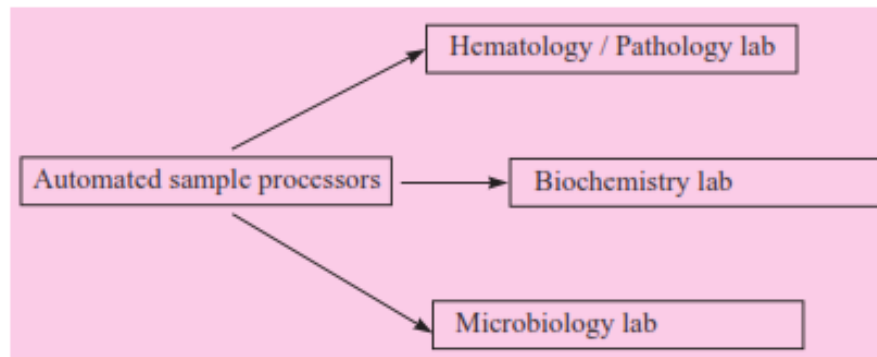 Hematology / Pathology lab
Automated sample processors
Biochemistry lab
Microbiology lab